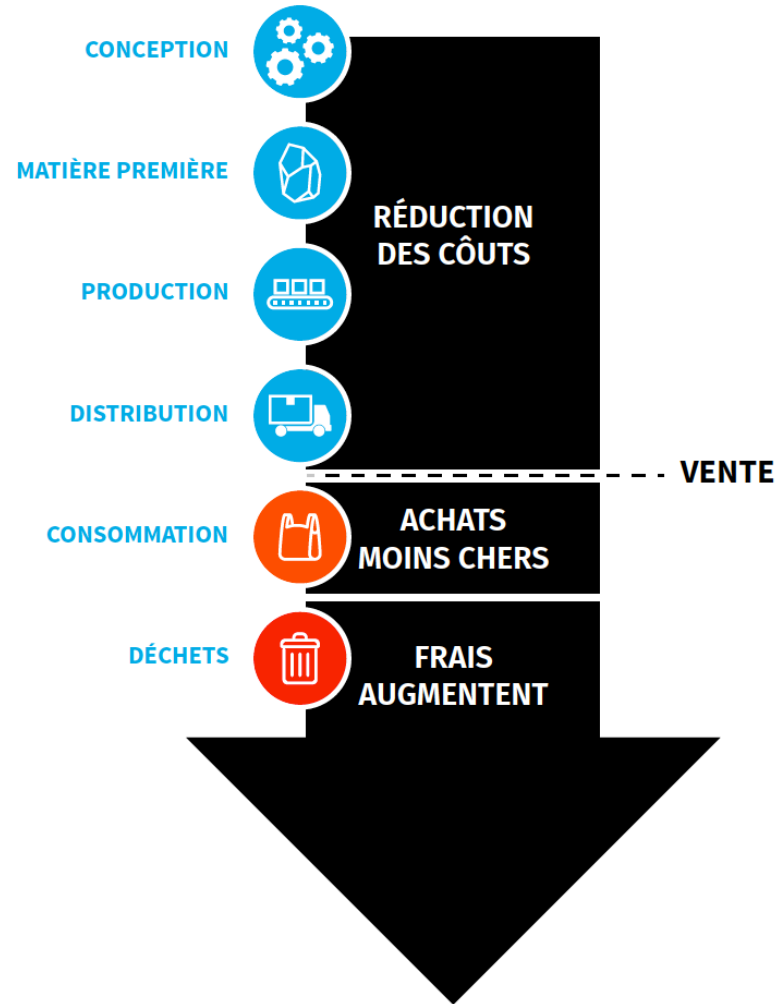 CONCEPTION
MATIÈRE PREMIÈRE
RÉDUCTION
DES CÔUTS
PRODUCTION
DISTRIBUTION
VENTE
CONSOMMATION
ACHATS
MOINS CHERS
DÉCHETS
FRAIS
AUGMENTENT